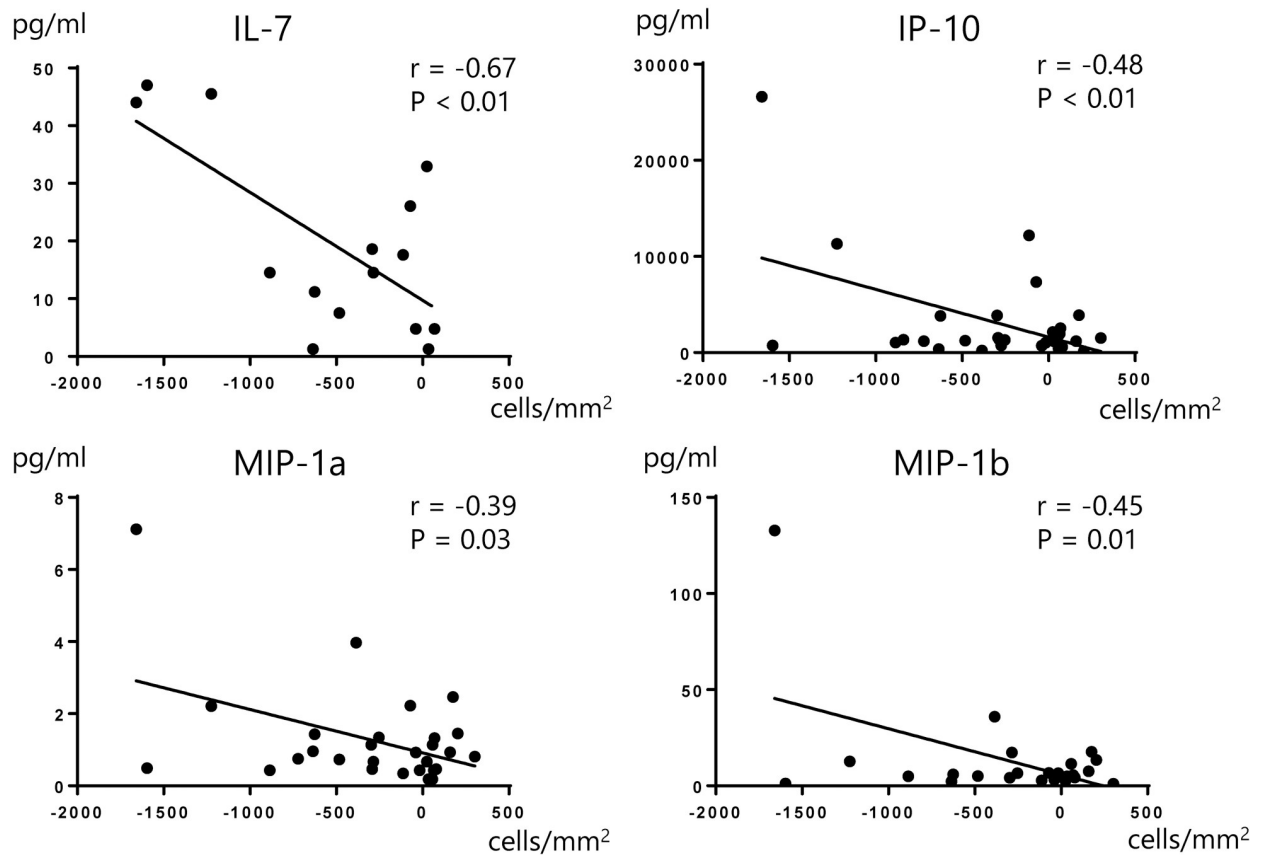 pg/ml
IL-7
r = -0.67
P < 0.01
50
40
30
20
10
0
-2000 -1500 -1000 -500 0 500
cells/mm²
pg/ml
IP-10
r = -0.48
P < 0.01
30000
20000
10000
0
-2000 -1500 -1000 -500 0 500
cells/mm²
pg/ml
MIP-1a
r = -0.39
P = 0.03
8
6
4
2
0
-2000 -1500 -1000 -500 0 500
cells/mm²
pg/ml
MIP-1b
r = -0.45
P = 0.01
150
100
50
0
-2000 -1500 -1000 -500 0 500
cells/mm²